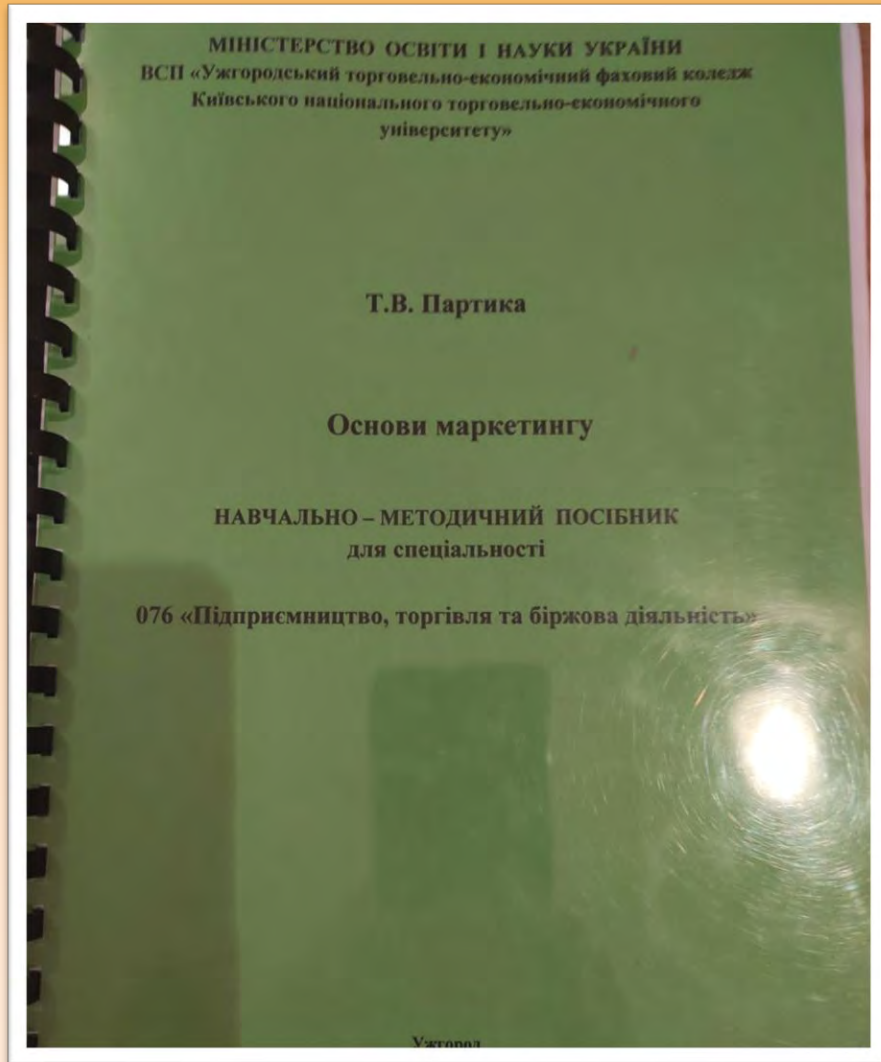 МІНІСТЕРСТВО ОСВІТИ І НАУКИ УКРАЇНИ
ВСП «Ужгородський торговельно-економічний фаховий коледж
Київського національного торговельно-економічного
університету»
Т.В. Партика
Основи маркетингу
НАВЧАЛЬНО – МЕТОДИЧНИЙ ПОСІБНИК
для спеціальності
076 «Підприємництво, торгівля та біржова діяльність»
Ужгород